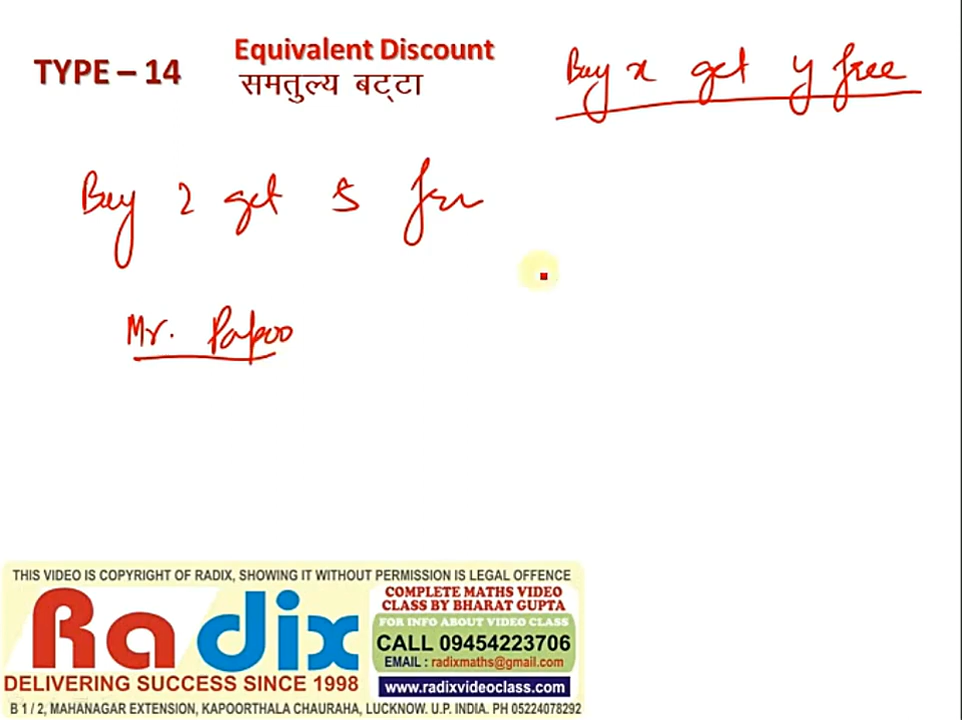 TYPE – 14
Equivalent Discount
समतुल्य बट्टा
Buy x get y free
Buy 2 get 5 free
Mr. Papoo
THIS VIDEO IS COPYRIGHT OF RADIX, SHOWING IT WITHOUT PERMISSION IS LEGAL OFFENCE
Radix
DELIVERING SUCCESS SINCE 1998
COMPLETE MATHS VIDEO
CLASS BY BHARAT GUPTA
FOR INFO ABOUT VIDEO CLASS
CALL 09454223706
EMAIL : radixmaths@gmail.com
www.radixvideoclass.com
B 1 / 2, MAHANAGAR EXTENSION, KAPOORTHALA CHAURAHA, LUCKNOW. U.P. INDIA. PH 05224078292